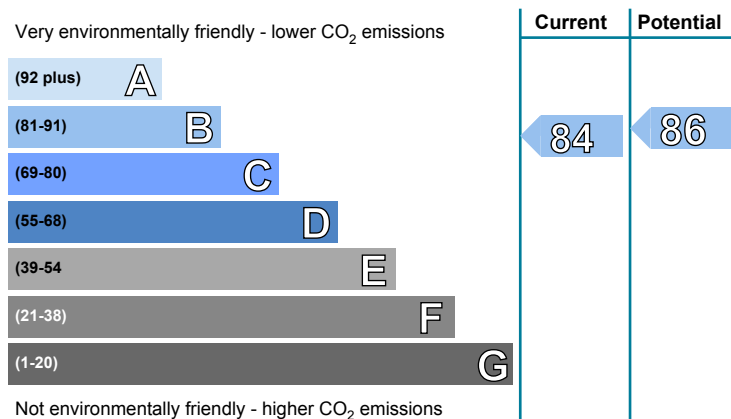 Very environmentally friendly - lower CO₂ emissions
Current
Potential
(92 plus) A
(81-91) B
(69-80) C
(55-68) D
(39-54 E
(21-38) F
(1-20) G
84
86
Not environmentally friendly - higher CO₂ emissions